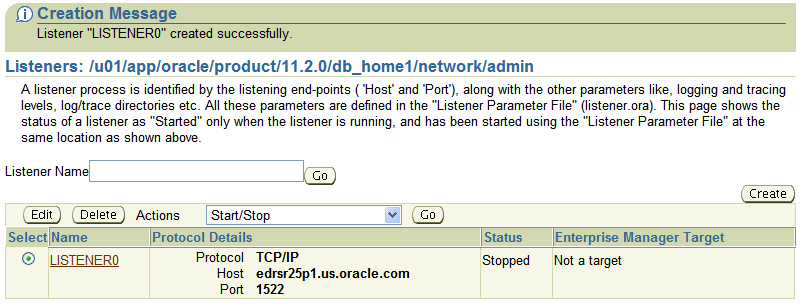 Creation Message
Listener "LISTENER0" created successfully.
Listeners: /u01/app/oracle/product/11.2.0/db_home1/network/admin
A listener process is identified by the listening end-points ( 'Host' and 'Port'), along with the other parameters like, logging and tracing
levels, log/trace directories etc. All these parameters are defined in the "Listener Parameter File" (listener.ora). This page shows the
status of a listener as "Started" only when the listener is running, and has been started using the "Listener Parameter File" at the
same location as shown above.
Listener Name Go
Create
Edit Delete Actions Start/Stop Go
Select Name Protocol Details Status Enterprise Manager Target
LISTENER0 Protocol TCP/IP Stopped Not a target
Host edrsr25p1.us.oracle.com
Port 1522